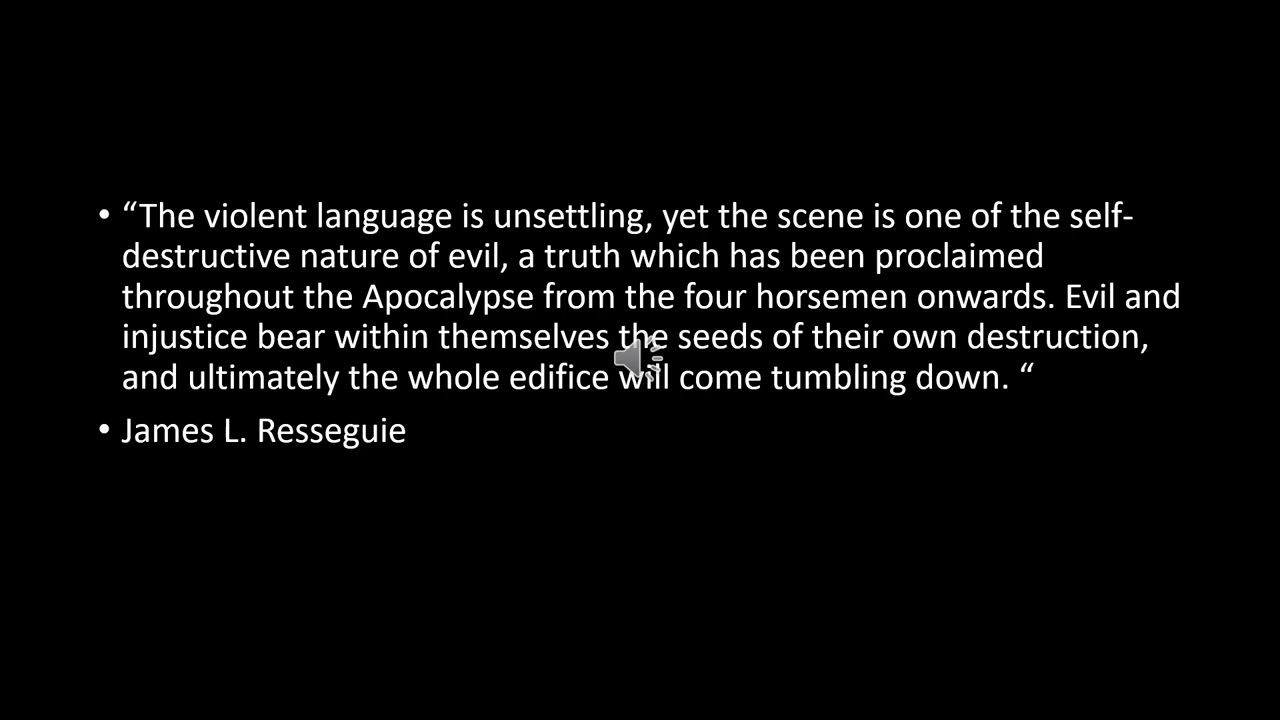 • “The violent language is unsettling, yet the scene is one of the self-
destructive nature of evil, a truth which has been proclaimed
throughout the Apocalypse from the four horsemen onwards. Evil and
injustice bear within themselves the seeds of their own destruction,
and ultimately the whole edifice will come tumbling down. “
• James L. Resseguie